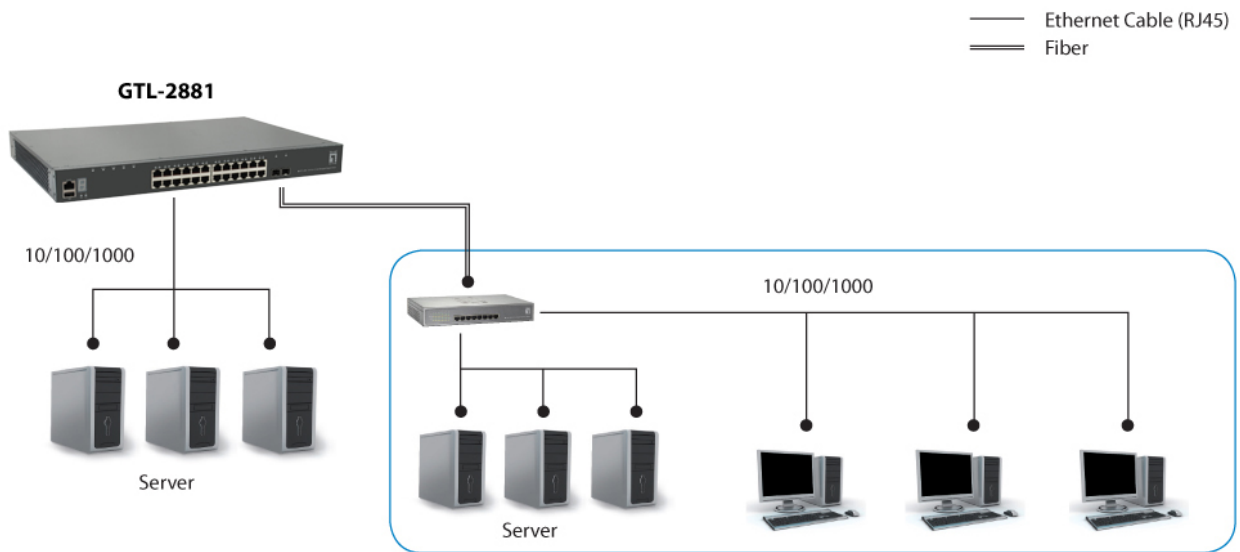 Ethernet Cable (RJ45)
Fiber
GTL-2881
10/100/1000
10/100/1000
Server
Server